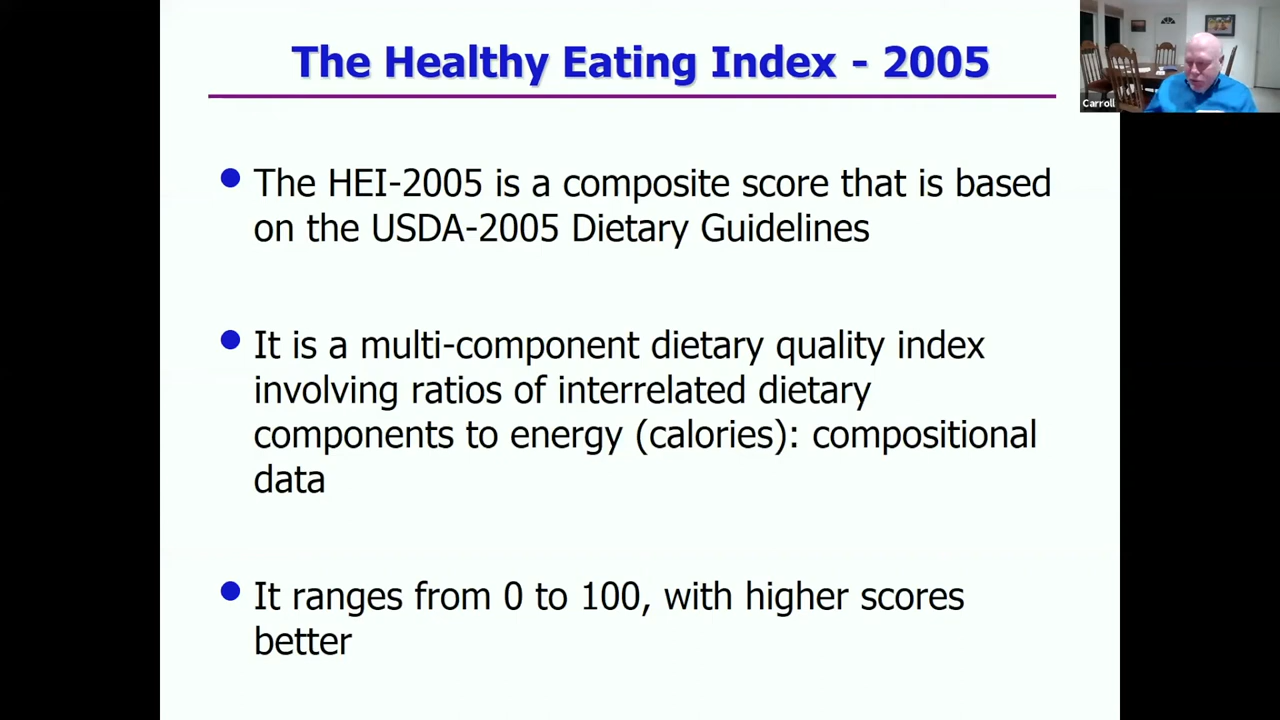 The Healthy Eating Index - 2005
Carroll
● The HEI-2005 is a composite score that is based
on the USDA-2005 Dietary Guidelines
● It is a multi-component dietary quality index
involving ratios of interrelated dietary
components to energy (calories): compositional
data
● It ranges from 0 to 100, with higher scores
better